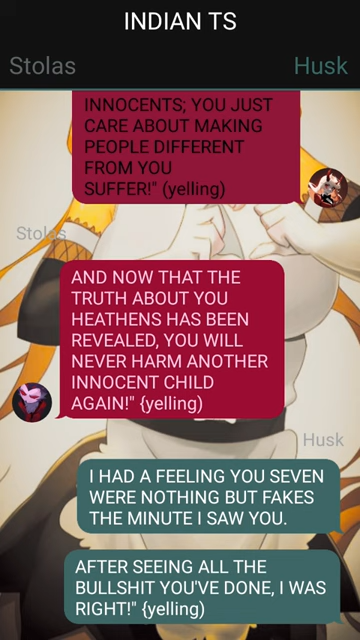 INDIAN TS
Stolas Husk
INNOCENTS; YOU JUST
CARE ABOUT MAKING
PEOPLE DIFFERENT
FROM YOU
SUFFER!" (yelling)
Stolas
AND NOW THAT THE
TRUTH ABOUT YOU
HEATHENS HAS BEEN
REVEALED, YOU WILL
NEVER HARM ANOTHER
INNOCENT CHILD
AGAIN!" {yelling)
Husk
I HAD A FEELING YOU SEVEN
WERE NOTHING BUT FAKES
THE MINUTE I SAW YOU.
AFTER SEEING ALL THE
BULLSHIT YOU'VE DONE, I WAS
RIGHT!" {yelling)